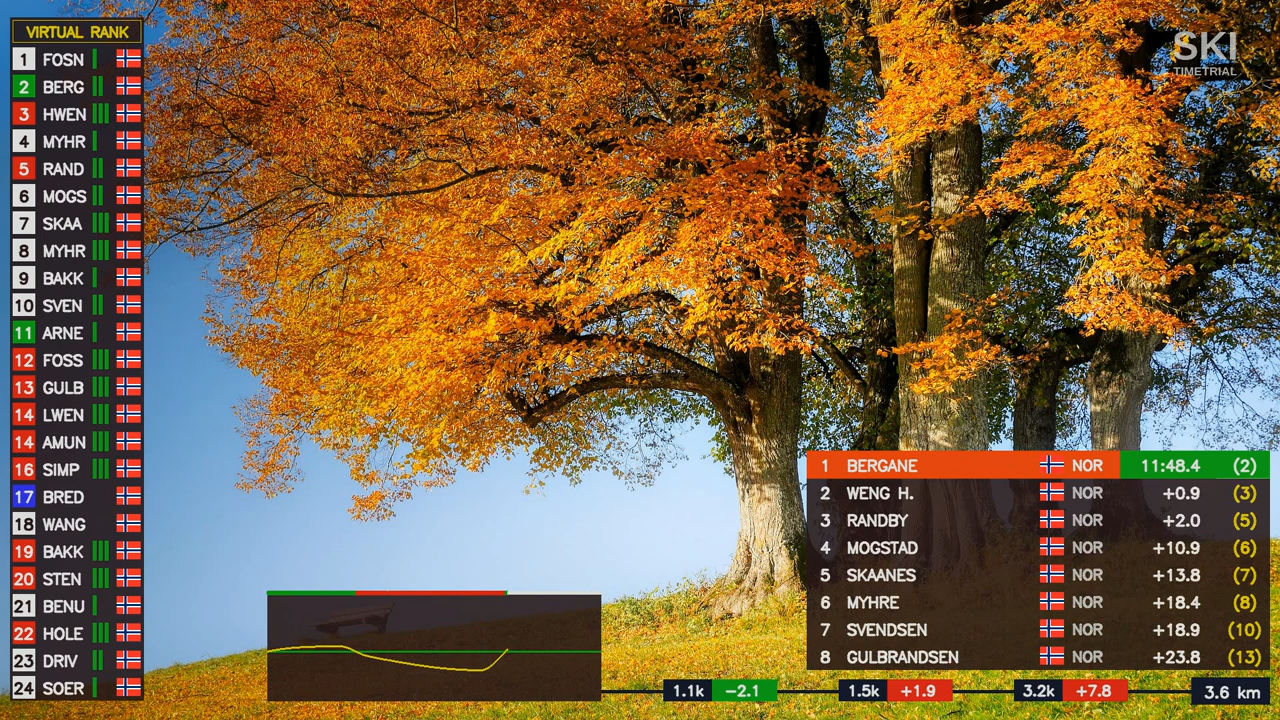 VIRTUAL RANK
1 FOSN
2 BERG
3 HWEN
4 MYHR
5 RAND
6 MOGS
7 SKAA
8 MYHR
9 BAKK
10 SVEN
11 ARNE
12 FOSS
13 GULB
14 LWEN
14 AMUN
16 SIMP
17 BRED
18 WANG
19 BAKK
20 STEN
21 BENU
22 HOLE
23 DRIV
24 SOER
SKI
TIMETRIAL
1 BERGANE NOR 11:48.4 (2)
2 WENG H. NOR +0.9 (3)
3 RANDBY NOR +2.0 (5)
4 MOGSTAD NOR +10.9 (6)
5 SKAANES NOR +13.8 (7)
6 MYHRE NOR +18.4 (8)
7 SVENDSEN NOR +18.9 (10)
8 GULBRANDSEN NOR +23.8 (13)
1.1k −2.1 1.5k +1.9 3.2k +7.8 3.6 km